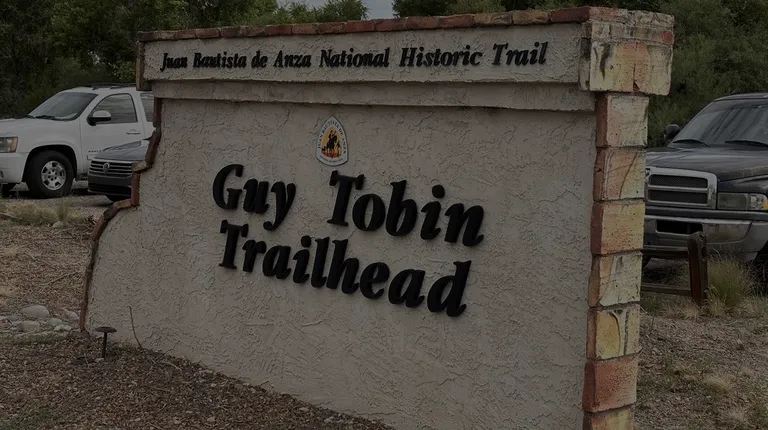 Juan Bautista de Anza National Historic Trail
Guy Tobin
Trailhead